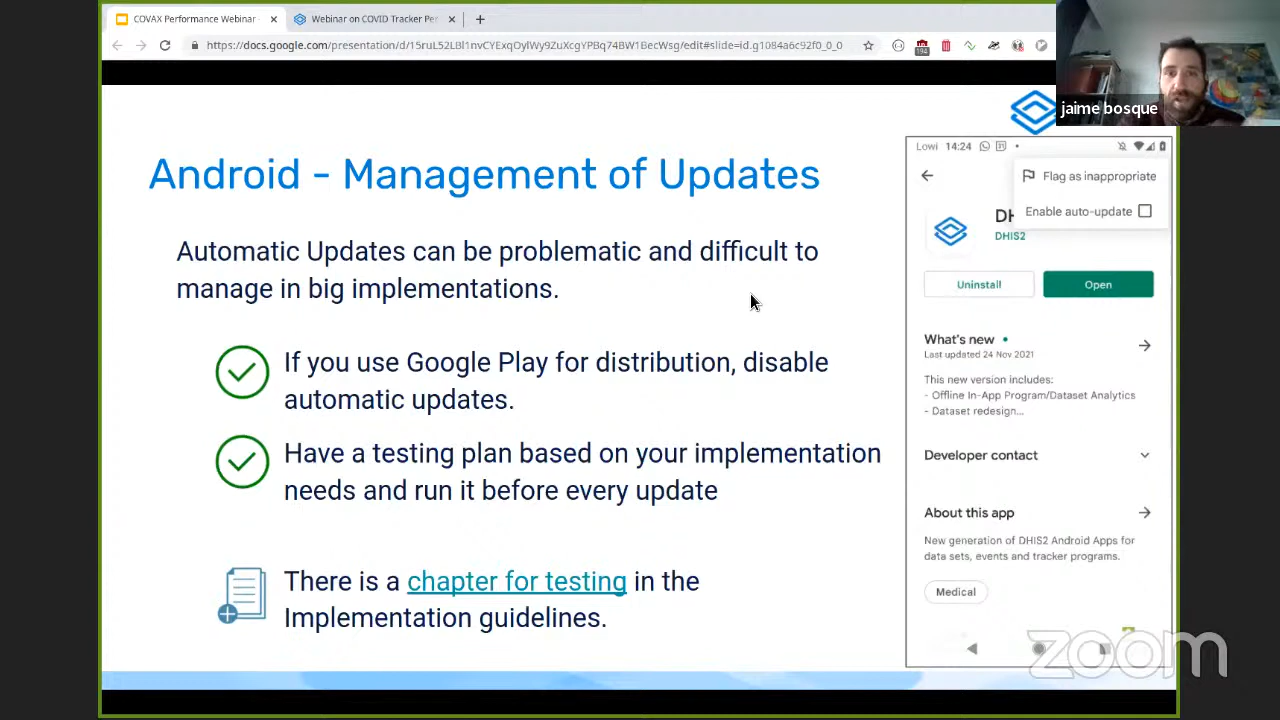 COVAX Performance Webinar
Webinar on COVID Tracker Per
https://docs.google.com/presentation/d/15ruL52LBl1nvCYExqOylWy9ZuXcgYPBq74BW1BecWsg/edit#slide=id.g1084a6c92f0_0_0
194
jaime bosque
Android - Management of Updates
Automatic Updates can be problematic and difficult to
manage in big implementations.
If you use Google Play for distribution, disable
automatic updates.
Have a testing plan based on your implementation
needs and run it before every update
There is a chapter for testing in the
Implementation guidelines.
Lowi 14:24
31
Flag as inappropriate
Enable auto-update
DHIS2
Uninstall
Open
What's new
Last updated 24 Nov 2021
This new version includes:
- Offline In-App Program/Dataset Analytics
- Dataset redesign...
Developer contact
About this app
New generation of DHIS2 Android Apps for
data sets, events and tracker programs.
Medical
zoom